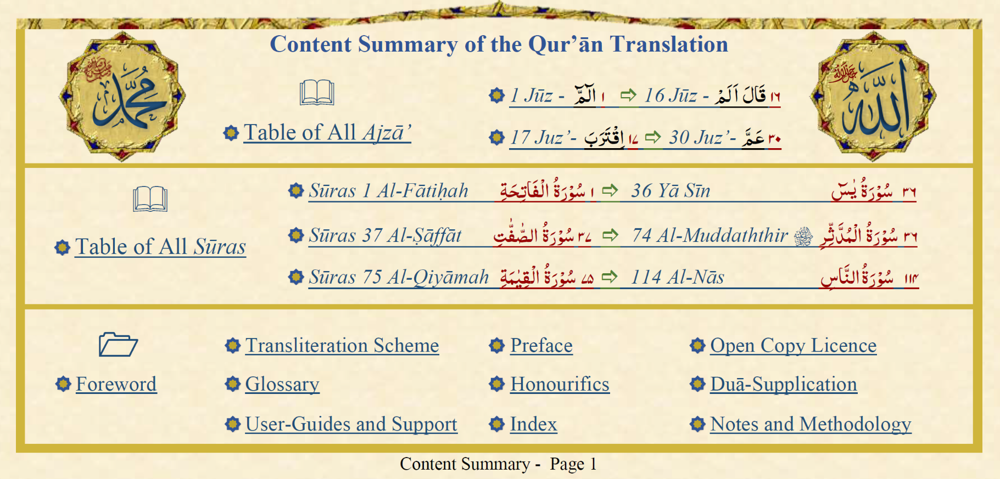 Content Summary of the Qur’ān Translation
محمد ﷺ
الله جل جلاله
1 Jūz - الٓمّٓ ١ ⇨ 16 Jūz - قَالَ اَلَمْ ١٦
Table of All Ajzā’
17 Juz’- اِقْتَرَبَ ١٧ ⇨ 30 Juz’- عَمَّ ٣٠
Sūras 1 Al-Fātiḥah سُوْرَةُ الْفَاتِحَةِ ١ ⇨ 36 Yā Sīn سُوْرَةُ يٰسٓ ٣٦
Table of All Sūras
Sūras 37 Al-Ṣāffāt سُوْرَةُ الصّٰٓفّٰتِ ٣٧ ⇨ 74 Al-Muddaththir ﷺ سُوْرَةُ الْمُدَّثِّرِ ٣٦
Sūras 75 Al-Qiyāmah سُوْرَةُ الْقِيٰمَةِ ٧٥ ⇨ 114 Al-Nās سُوْرَةُ النَّاسِ ١١٤
Transliteration Scheme Preface Open Copy Licence
Foreword Glossary Honourifics Duā-Supplication
User-Guides and Support Index Notes and Methodology
Content Summary - Page 1